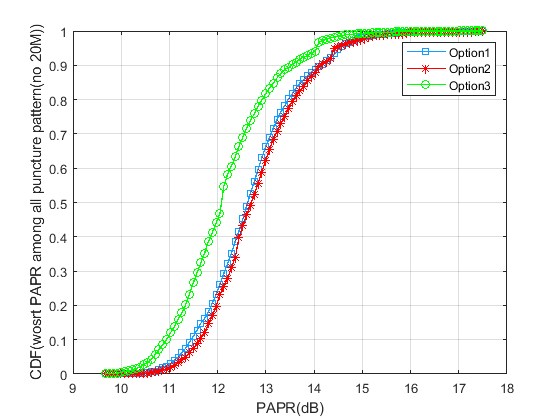 CDF(wosrt PAPR among all puncture pattern(no 20M))
1
0.9
0.8
0.7
0.6
0.5
0.4
0.3
0.2
0.1
0
Option1
Option2
Option3
9 10 11 12 13 14 15 16 17 18
PAPR(dB)